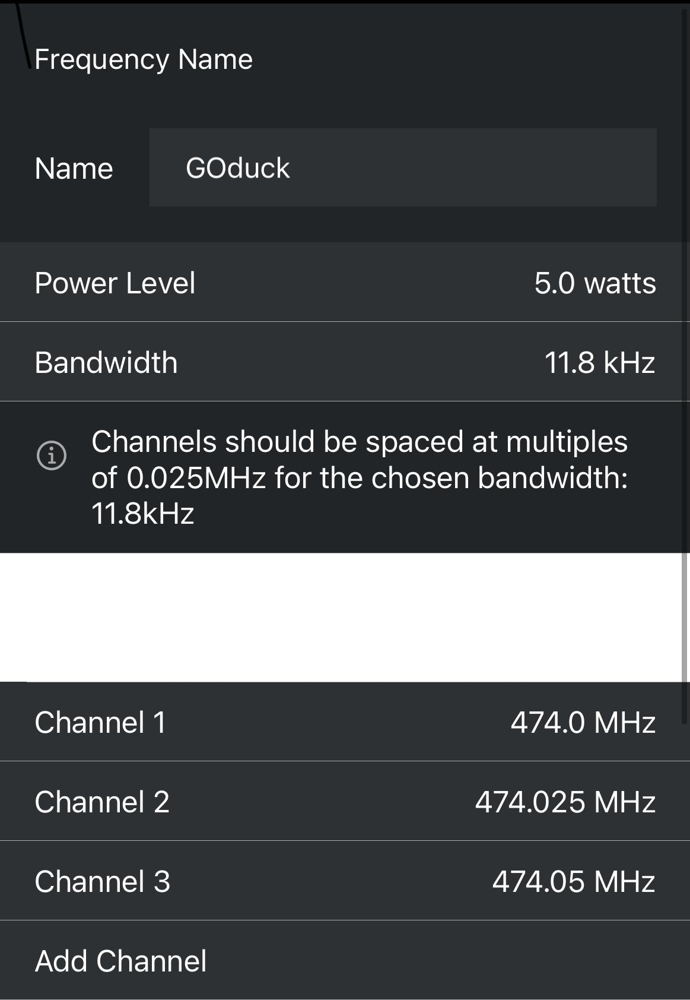 Frequency Name
Name GOduck
Power Level 5.0 watts
Bandwidth 11.8 kHz
Channels should be spaced at multiples
of 0.025MHz for the chosen bandwidth:
11.8kHz
Channel 1 474.0 MHz
Channel 2 474.025 MHz
Channel 3 474.05 MHz
Add Channel